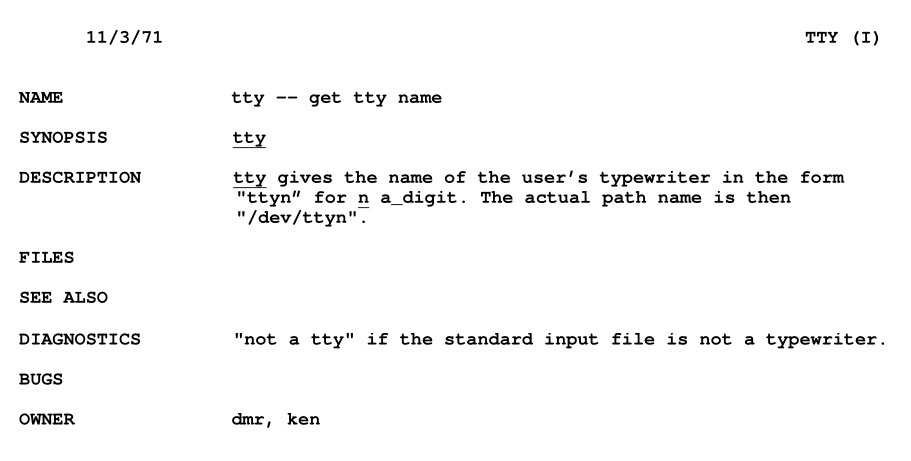 11/3/71 TTY (I)
NAME tty -- get tty name
SYNOPSIS tty
DESCRIPTION tty gives the name of the user's typewriter in the form
"ttyn" for n a_digit. The actual path name is then
"/dev/ttyn".
FILES
SEE ALSO
DIAGNOSTICS "not a tty" if the standard input file is not a typewriter.
BUGS
OWNER dmr, ken